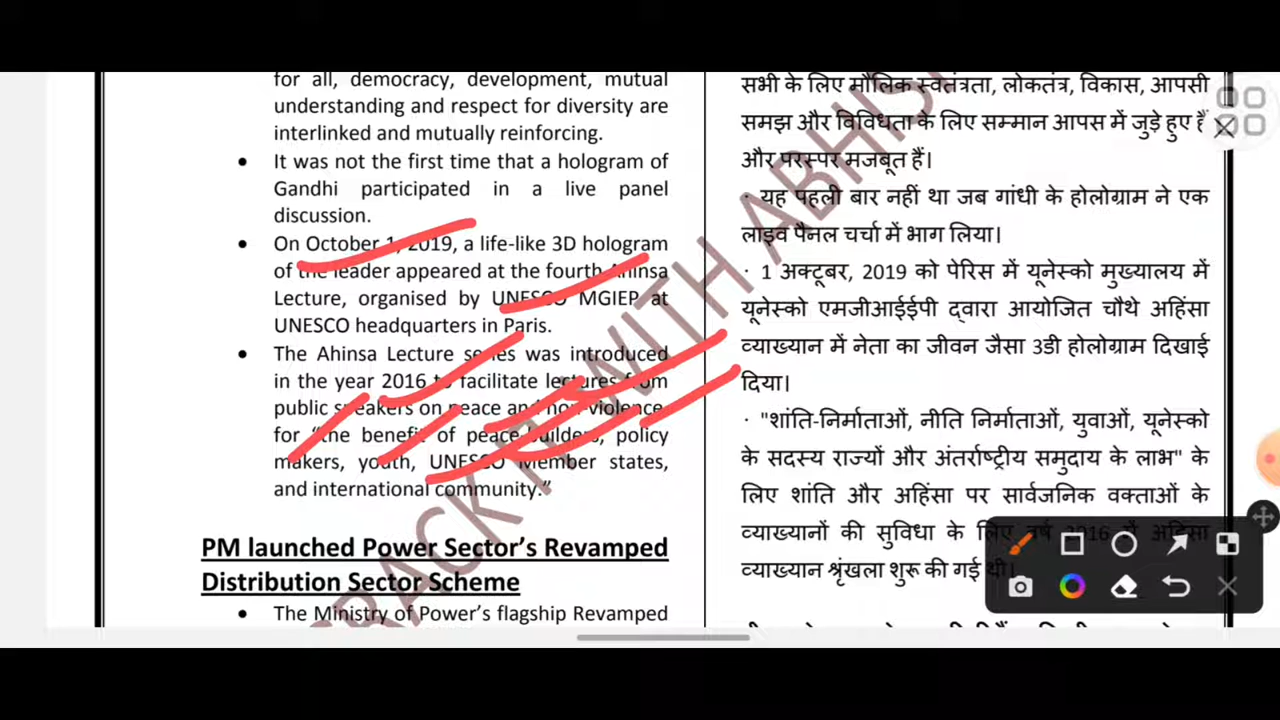 for all, democracy, development, mutual
understanding and respect for diversity are
interlinked and mutually reinforcing.
• It was not the first time that a hologram of
Gandhi participated in a live panel
discussion.
• On October 1, 2019, a life-like 3D hologram
of the leader appeared at the fourth Ahinsa
Lecture, organised by UNESCO MGIEP at
UNESCO headquarters in Paris.
• The Ahinsa Lecture series was introduced
in the year 2016 to facilitate lectures from
public speakers on peace and non-violence
for “the benefit of peace builders, policy
makers, youth, UNESCO Member states,
and international community.”
PM launched Power Sector’s Revamped
Distribution Sector Scheme
• The Ministry of Power’s flagship Revamped
सभी के लिए मौलिक स्वतंत्रता, लोकतंत्र, विकास, आपसी
समझ और विविधता के लिए सम्मान आपस में जुड़े हुए हैं
और परस्पर मजबूत हैं।
· यह पहली बार नहीं था जब गांधी के होलोग्राम ने एक
लाइव पैनल चर्चा में भाग लिया।
· 1 अक्टूबर, 2019 को पेरिस में यूनेस्को मुख्यालय में
यूनेस्को एमजीआईईपी द्वारा आयोजित चौथे अहिंसा
व्याख्यान में नेता का जीवन जैसा 3डी होलोग्राम दिखाई
दिया।
· "शांति-निर्माताओं, नीति निर्माताओं, युवाओं, यूनेस्को
के सदस्य राज्यों और अंतर्राष्ट्रीय समुदाय के लाभ" के
लिए शांति और अहिंसा पर सार्वजनिक वक्ताओं के
व्याख्यानों की सुविधा के लिए वर्ष 2016 में अहिंसा
व्याख्यान श्रृंखला शुरू की गई थी।
RACK IT WITH ABHIS